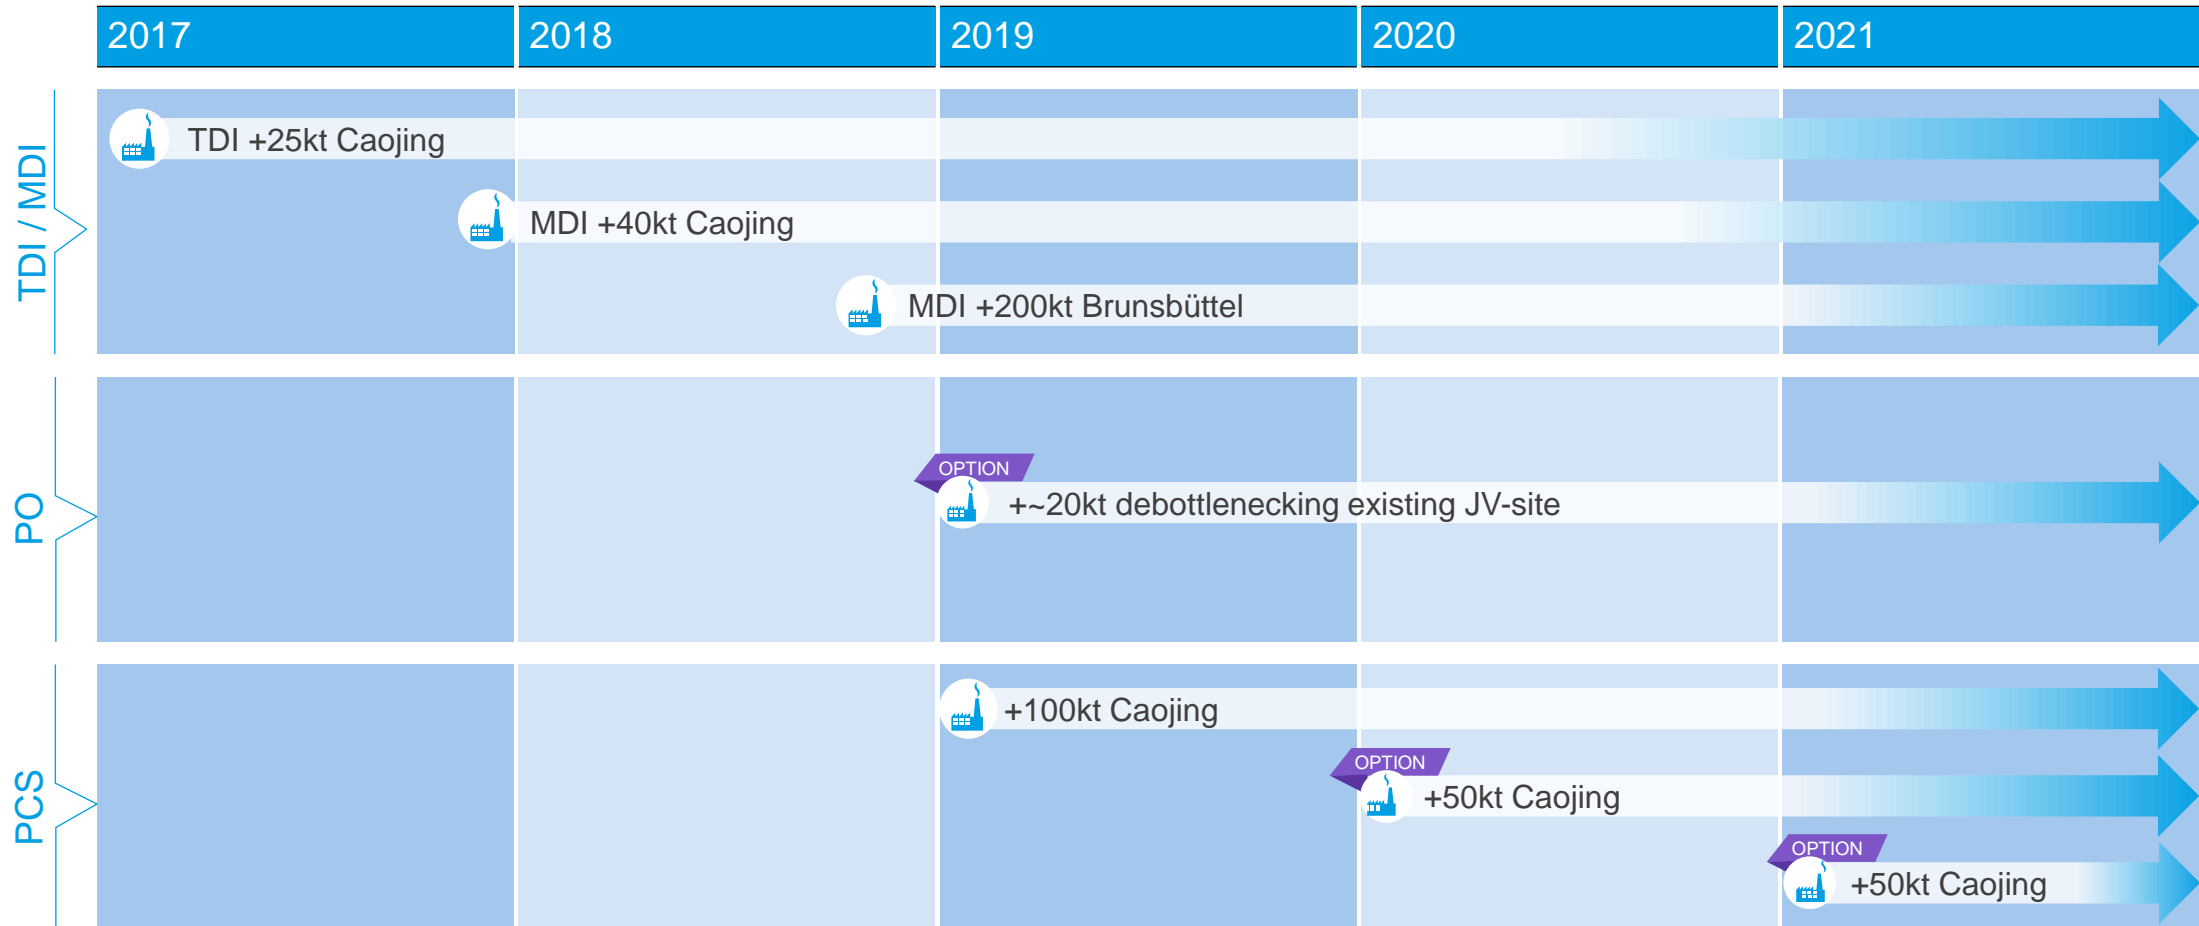 2017
2018
2019
2020
2021
TDI / MDI
TDI +25kt Caojing
MDI +40kt Caojing
MDI +200kt Brunsbüttel
PO
OPTION
+~20kt debottlenecking existing JV-site
PCS
+100kt Caojing
OPTION
+50kt Caojing
OPTION
+50kt Caojing